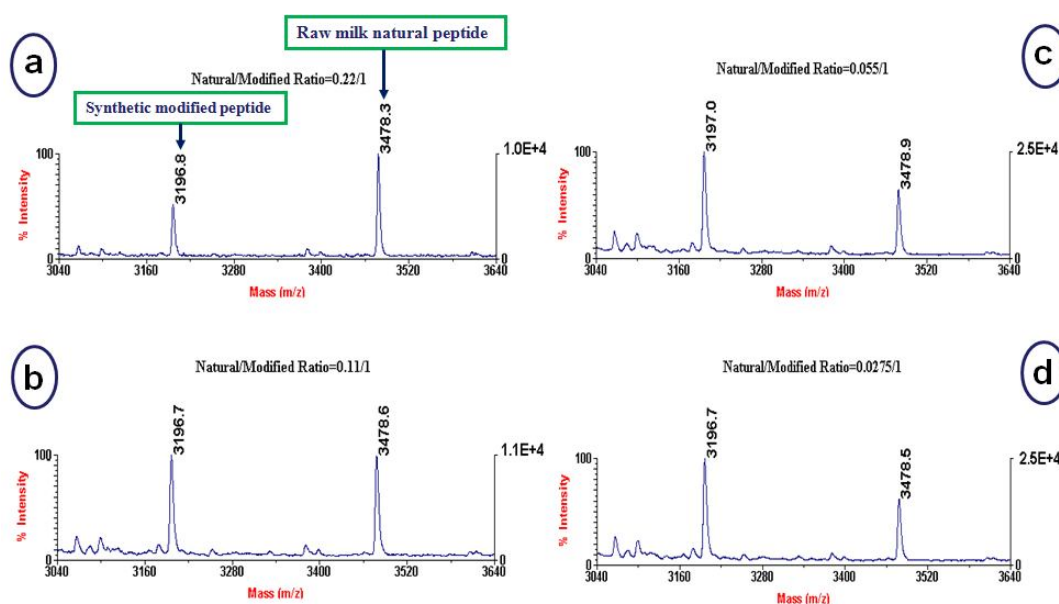 a
Raw milk natural peptide
Natural/Modified Ratio=0.22/1
Synthetic modified peptide
3196.8
3478.3
100
1.0E+4
% Intensity
0
0
3040 3160 3280 3400 3520 3640
Mass (m/z)
c
Natural/Modified Ratio=0.055/1
3197.0
3478.9
100
2.5E+4
% Intensity
0
0
3040 3160 3280 3400 3520 3640
Mass (m/z)
b
Natural/Modified Ratio=0.11/1
3196.7
3478.6
100
1.1E+4
% Intensity
0
0
3040 3160 3280 3400 3520 3640
Mass (m/z)
d
Natural/Modified Ratio=0.0275/1
3196.7
3478.5
100
2.5E+4
% Intensity
0
0
3040 3160 3280 3400 3520 3640
Mass (m/z)